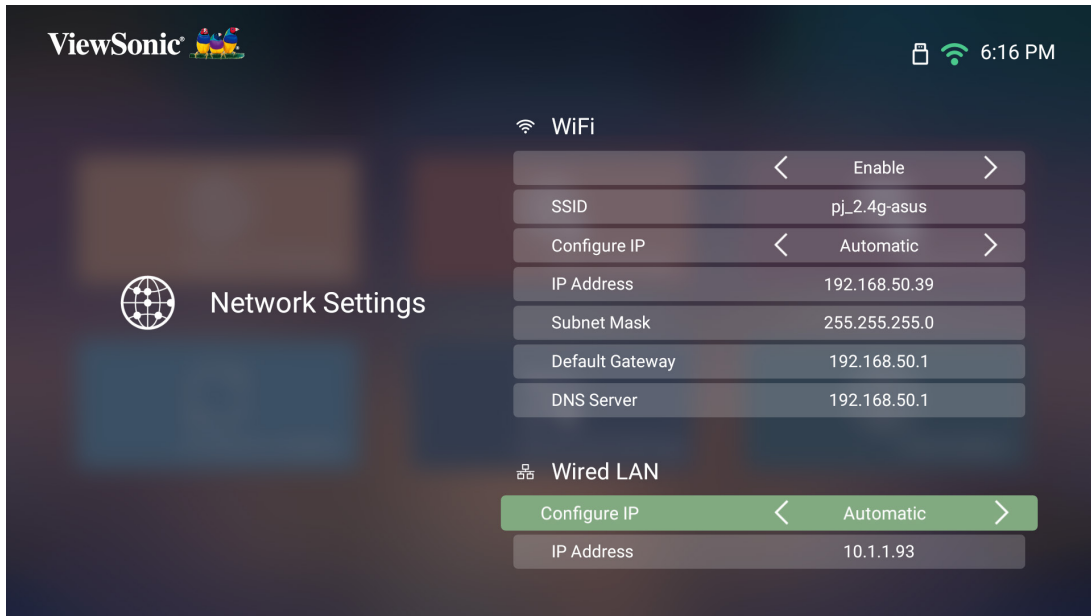 ViewSonic®
6:16 PM
WiFi
Enable
SSID pj_2.4g-asus
Configure IP Automatic
IP Address 192.168.50.39
Network Settings
Subnet Mask 255.255.255.0
Default Gateway 192.168.50.1
DNS Server 192.168.50.1
Wired LAN
Configure IP Automatic
IP Address 10.1.1.93